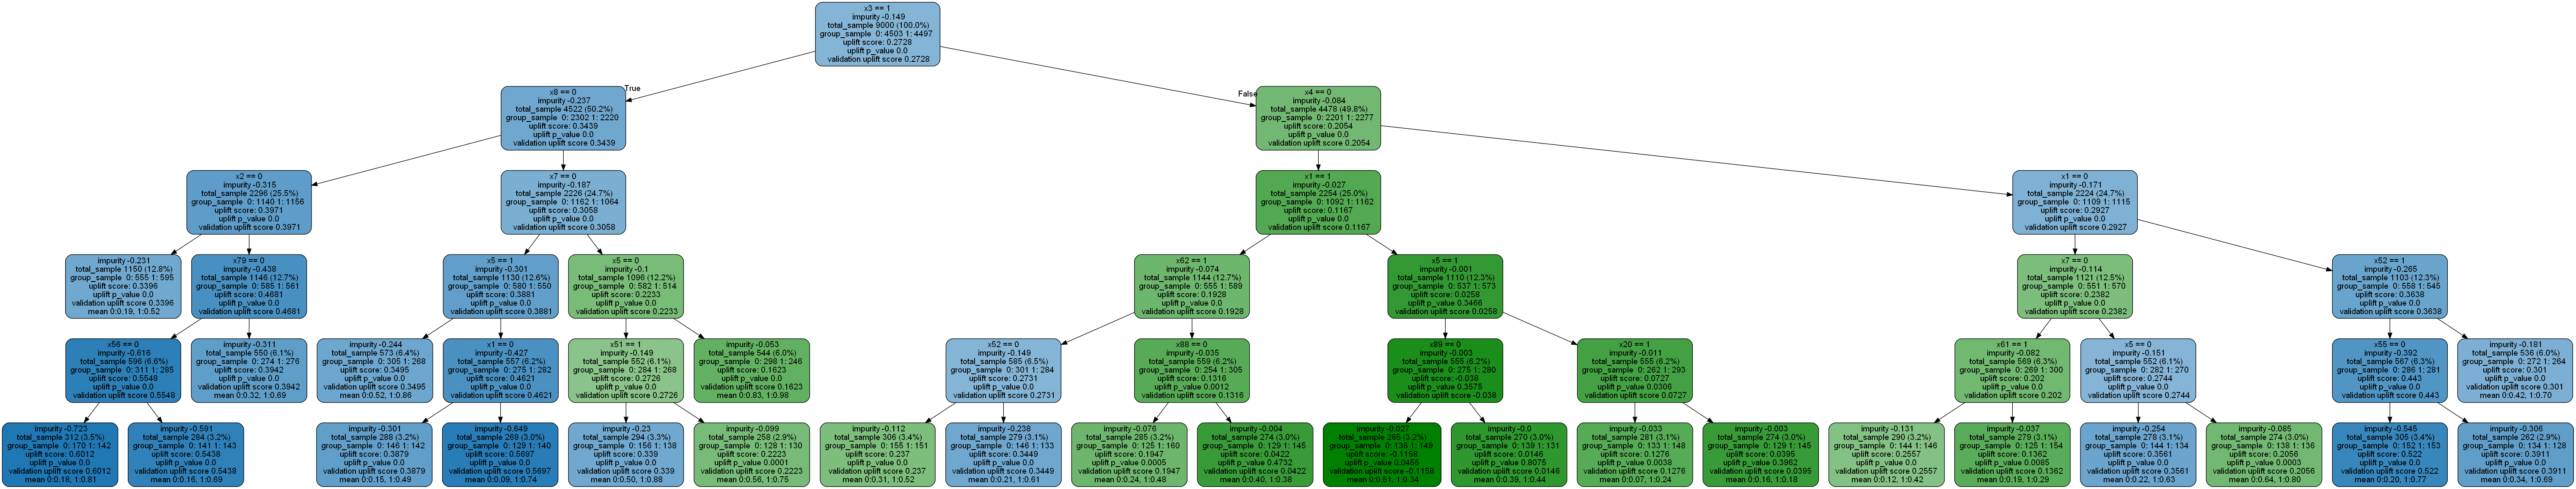 x3 == 1
impurity -0.149
total_sample 9000 (100.0%)
group_sample 0: 4503 1: 4497
uplift score: 0.2728
uplift p_value 0.0
validation uplift score 0.2728
True
False
x8 == 0
impurity -0.237
total_sample 4522 (50.2%)
group_sample 0: 2302 1: 2220
uplift score: 0.3439
uplift p_value 0.0
validation uplift score 0.3439
x4 == 0
impurity -0.084
total_sample 4478 (49.8%)
group_sample 0: 2201 1: 2277
uplift score: 0.2054
uplift p_value 0.0
validation uplift score 0.2054
x2 == 0
impurity -0.315
total_sample 2296 (25.5%)
group_sample 0: 1140 1: 1156
uplift score: 0.3971
uplift p_value 0.0
validation uplift score 0.3971
x7 == 0
impurity -0.187
total_sample 2226 (24.7%)
group_sample 0: 1162 1: 1064
uplift score: 0.3058
uplift p_value 0.0
validation uplift score 0.3058
x1 == 1
impurity -0.027
total_sample 2254 (25.0%)
group_sample 0: 1092 1: 1162
uplift score: 0.1167
uplift p_value 0.0
validation uplift score 0.1167
x1 == 0
impurity -0.171
total_sample 2224 (24.7%)
group_sample 0: 1109 1: 1115
uplift score: 0.2927
uplift p_value 0.0
validation uplift score 0.2927
impurity -0.231
total_sample 1150 (12.8%)
group_sample 0: 555 1: 595
uplift score: 0.3396
uplift p_value 0.0
validation uplift score 0.3396
mean 0:0.19, 1:0.52
x79 == 0
impurity -0.438
total_sample 1146 (12.7%)
group_sample 0: 585 1: 561
uplift score: 0.4681
uplift p_value 0.0
validation uplift score 0.4681
x5 == 1
impurity -0.301
total_sample 1130 (12.6%)
group_sample 0: 580 1: 550
uplift score: 0.3881
uplift p_value 0.0
validation uplift score 0.3881
x5 == 0
impurity -0.1
total_sample 1096 (12.2%)
group_sample 0: 582 1: 514
uplift score: 0.2233
uplift p_value 0.0
validation uplift score 0.2233
x62 == 1
impurity -0.074
total_sample 1144 (12.7%)
group_sample 0: 555 1: 589
uplift score: 0.1928
uplift p_value 0.0
validation uplift score 0.1928
x5 == 1
impurity -0.001
total_sample 1110 (12.3%)
group_sample 0: 537 1: 573
uplift score: 0.0258
uplift p_value 0.3466
validation uplift score 0.0258
x7 == 0
impurity -0.114
total_sample 1121 (12.5%)
group_sample 0: 551 1: 570
uplift score: 0.2382
uplift p_value 0.0
validation uplift score 0.2382
x52 == 1
impurity -0.265
total_sample 1103 (12.3%)
group_sample 0: 558 1: 545
uplift score: 0.3638
uplift p_value 0.0
validation uplift score 0.3638
x56 == 0
impurity -0.616
total_sample 596 (6.6%)
group_sample 0: 311 1: 285
uplift score: 0.5548
uplift p_value 0.0
validation uplift score 0.5548
impurity -0.311
total_sample 550 (6.1%)
group_sample 0: 274 1: 276
uplift score: 0.3942
uplift p_value 0.0
validation uplift score 0.3942
mean 0:0.32, 1:0.69
impurity -0.244
total_sample 573 (6.4%)
group_sample 0: 305 1: 268
uplift score: 0.3495
uplift p_value 0.0
validation uplift score 0.3495
mean 0:0.52, 1:0.86
x1 == 0
impurity -0.427
total_sample 557 (6.2%)
group_sample 0: 275 1: 282
uplift score: 0.4621
uplift p_value 0.0
validation uplift score 0.4621
x51 == 1
impurity -0.149
total_sample 552 (6.1%)
group_sample 0: 284 1: 268
uplift score: 0.2726
uplift p_value 0.0
validation uplift score 0.2726
impurity -0.053
total_sample 544 (6.0%)
group_sample 0: 298 1: 246
uplift score: 0.1623
uplift p_value 0.0
validation uplift score 0.1623
mean 0:0.83, 1:0.98
x52 == 0
impurity -0.149
total_sample 585 (6.5%)
group_sample 0: 301 1: 284
uplift score: 0.2731
uplift p_value 0.0
validation uplift score 0.2731
x88 == 0
impurity -0.035
total_sample 559 (6.2%)
group_sample 0: 254 1: 305
uplift score: 0.1316
uplift p_value 0.0012
validation uplift score 0.1316
x89 == 0
impurity -0.003
total_sample 555 (6.2%)
group_sample 0: 275 1: 280
uplift score: -0.038
uplift p_value 0.3575
validation uplift score -0.038
x20 == 1
impurity -0.011
total_sample 555 (6.2%)
group_sample 0: 262 1: 293
uplift score: 0.0727
uplift p_value 0.0306
validation uplift score 0.0727
x61 == 1
impurity -0.082
total_sample 569 (6.3%)
group_sample 0: 269 1: 300
uplift score: 0.202
uplift p_value 0.0
validation uplift score 0.202
x5 == 0
impurity -0.151
total_sample 552 (6.1%)
group_sample 0: 282 1: 270
uplift score: 0.2744
uplift p_value 0.0
validation uplift score 0.2744
x55 == 0
impurity -0.392
total_sample 567 (6.3%)
group_sample 0: 286 1: 281
uplift score: 0.443
uplift p_value 0.0
validation uplift score 0.443
impurity -0.181
total_sample 536 (6.0%)
group_sample 0: 272 1: 264
uplift score: 0.301
uplift p_value 0.0
validation uplift score 0.301
mean 0:0.42, 1:0.70
impurity -0.723
total_sample 312 (3.5%)
group_sample 0: 170 1: 142
uplift score: 0.6012
uplift p_value 0.0
validation uplift score 0.6012
mean 0:0.18, 1:0.81
impurity -0.591
total_sample 284 (3.2%)
group_sample 0: 141 1: 143
uplift score: 0.5438
uplift p_value 0.0
validation uplift score 0.5438
mean 0:0.16, 1:0.69
impurity -0.301
total_sample 288 (3.2%)
group_sample 0: 146 1: 142
uplift score: 0.3879
uplift p_value 0.0
validation uplift score 0.3879
mean 0:0.15, 1:0.49
impurity -0.649
total_sample 269 (3.0%)
group_sample 0: 129 1: 140
uplift score: 0.5697
uplift p_value 0.0
validation uplift score 0.5697
mean 0:0.09, 1:0.74
impurity -0.23
total_sample 294 (3.3%)
group_sample 0: 156 1: 138
uplift score: 0.339
uplift p_value 0.0
validation uplift score 0.339
mean 0:0.50, 1:0.88
impurity -0.099
total_sample 258 (2.9%)
group_sample 0: 128 1: 130
uplift score: 0.2223
uplift p_value 0.0001
validation uplift score 0.2223
mean 0:0.56, 1:0.75
impurity -0.112
total_sample 306 (3.4%)
group_sample 0: 155 1: 151
uplift score: 0.237
uplift p_value 0.0
validation uplift score 0.237
mean 0:0.31, 1:0.52
impurity -0.238
total_sample 279 (3.1%)
group_sample 0: 146 1: 133
uplift score: 0.3449
uplift p_value 0.0
validation uplift score 0.3449
mean 0:0.21, 1:0.61
impurity -0.076
total_sample 285 (3.2%)
group_sample 0: 125 1: 160
uplift score: 0.1947
uplift p_value 0.0005
validation uplift score 0.1947
mean 0:0.24, 1:0.48
impurity -0.004
total_sample 274 (3.0%)
group_sample 0: 129 1: 145
uplift score: 0.0422
uplift p_value 0.4732
validation uplift score 0.0422
mean 0:0.40, 1:0.38
impurity -0.027
total_sample 285 (3.2%)
group_sample 0: 136 1: 149
uplift score: -0.1158
uplift p_value 0.0455
validation uplift score -0.1158
mean 0:0.51, 1:0.34
impurity -0.0
total_sample 270 (3.0%)
group_sample 0: 139 1: 131
uplift score: 0.0146
uplift p_value 0.8075
validation uplift score 0.0146
mean 0:0.39, 1:0.44
impurity -0.033
total_sample 281 (3.1%)
group_sample 0: 133 1: 148
uplift score: 0.1276
uplift p_value 0.0038
validation uplift score 0.1276
mean 0:0.07, 1:0.24
impurity -0.003
total_sample 274 (3.0%)
group_sample 0: 129 1: 145
uplift score: 0.0395
uplift p_value 0.3962
validation uplift score 0.0395
mean 0:0.16, 1:0.18
impurity -0.131
total_sample 290 (3.2%)
group_sample 0: 144 1: 146
uplift score: 0.2557
uplift p_value 0.0
validation uplift score 0.2557
mean 0:0.12, 1:0.42
impurity -0.037
total_sample 279 (3.1%)
group_sample 0: 125 1: 154
uplift score: 0.1362
uplift p_value 0.0085
validation uplift score 0.1362
mean 0:0.19, 1:0.29
impurity -0.254
total_sample 278 (3.1%)
group_sample 0: 144 1: 134
uplift score: 0.3561
uplift p_value 0.0
validation uplift score 0.3561
mean 0:0.22, 1:0.63
impurity -0.085
total_sample 274 (3.0%)
group_sample 0: 138 1: 136
uplift score: 0.2056
uplift p_value 0.0003
validation uplift score 0.2056
mean 0:0.64, 1:0.80
impurity -0.545
total_sample 305 (3.4%)
group_sample 0: 152 1: 153
uplift score: 0.522
uplift p_value 0.0
validation uplift score 0.522
mean 0:0.20, 1:0.77
impurity -0.306
total_sample 262 (2.9%)
group_sample 0: 134 1: 128
uplift score: 0.3911
uplift p_value 0.0
validation uplift score 0.3911
mean 0:0.34, 1:0.69